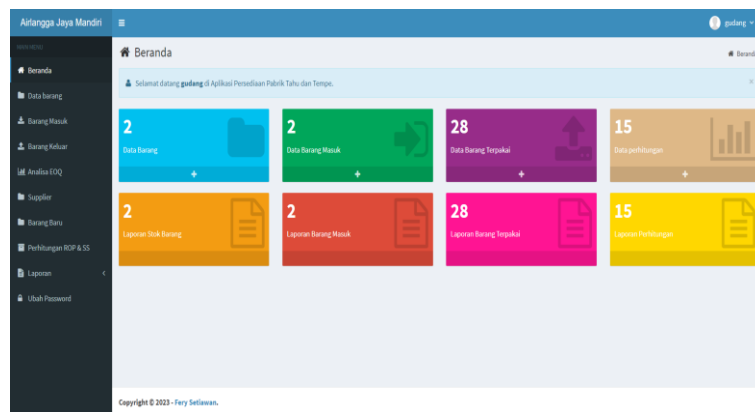 Airlangga Jaya Mandiri
gudang
MAIN MENU
Beranda
Data barang
Barang Masuk
Barang Keluar
Analisa EOQ
Supplier
Barang Baru
Perhitungan ROP & SS
Laporan
Ubah Password
Beranda
Beranda
Selamat datang gudang di Aplikasi Persediaan Pabrik Tahu dan Tempe.
2
Data Barang
2
Data Barang Masuk
28
Data Barang Terpakai
15
Data perhitungan
2
Laporan Stok Barang
2
Laporan Barang Masuk
28
Laporan Barang Terpakai
15
Laporan Perhitungan
Copyright © 2023 - Fery Setiawan.